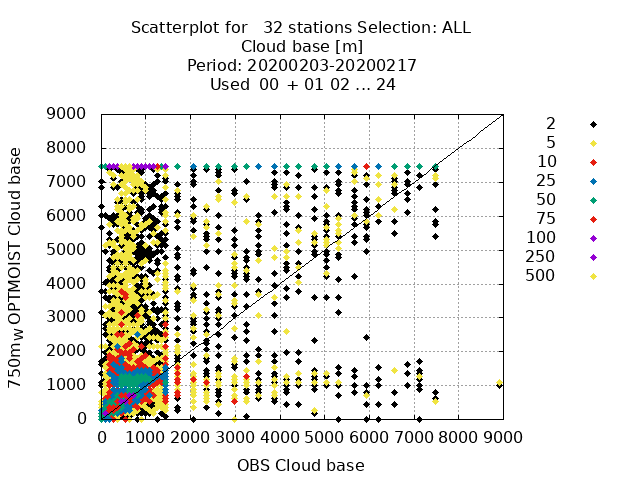 Scatterplot for 32 stations Selection: ALL
Cloud base [m]
Period: 20200203-20200217
Used 00 + 01 02 ... 24
750m_W OPTMOIST Cloud base
9000
8000
7000
6000
5000
4000
3000
2000
1000
0
0 1000 2000 3000 4000 5000 6000 7000 8000 9000
OBS Cloud base
2
5
10
25
50
75
100
250
500